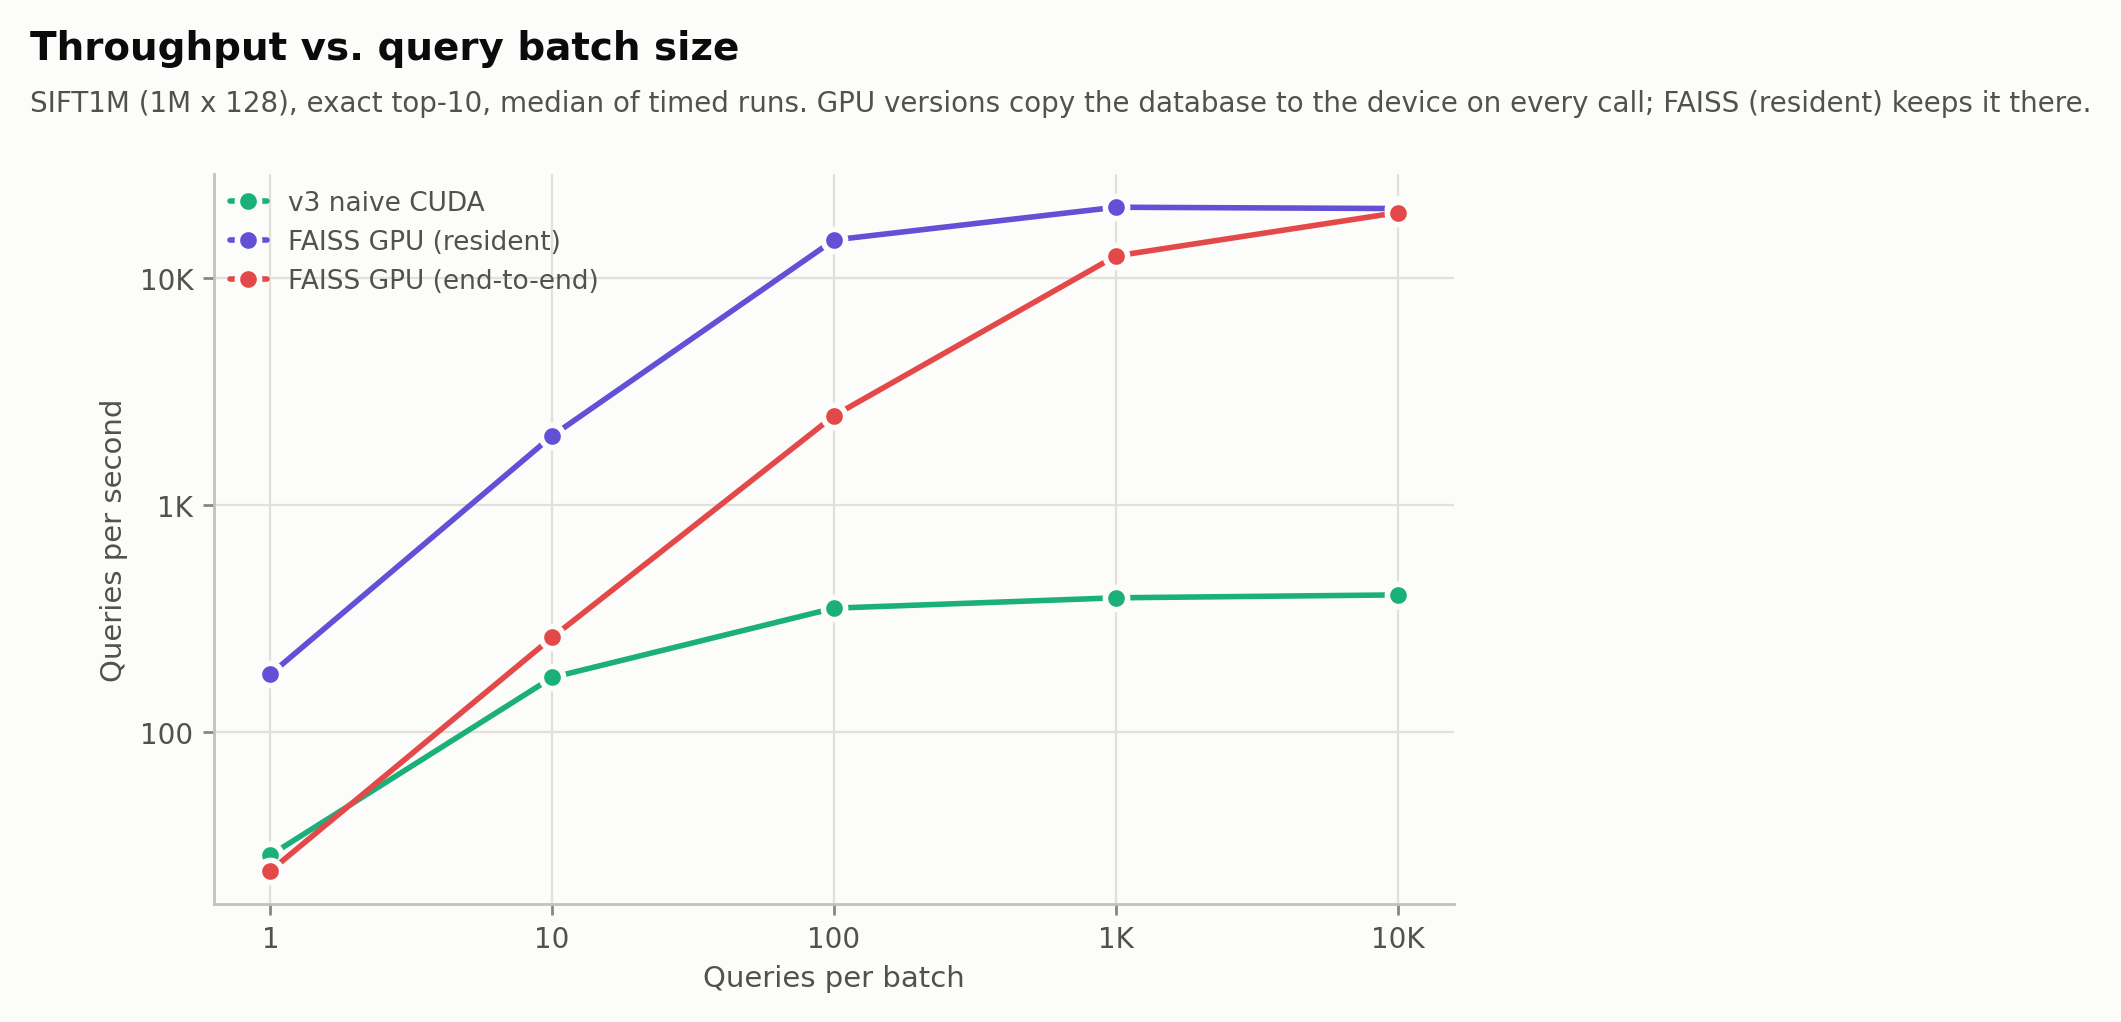 Throughput vs. query batch size
SIFT1M (1M x 128), exact top-10, median of timed runs. GPU versions copy the database to the device on every call; FAISS (resident) keeps it there.
v3 naive CUDA
FAISS GPU (resident)
FAISS GPU (end-to-end)
10K
1K
100
Queries per second
1
10
100
1K
10K
Queries per batch